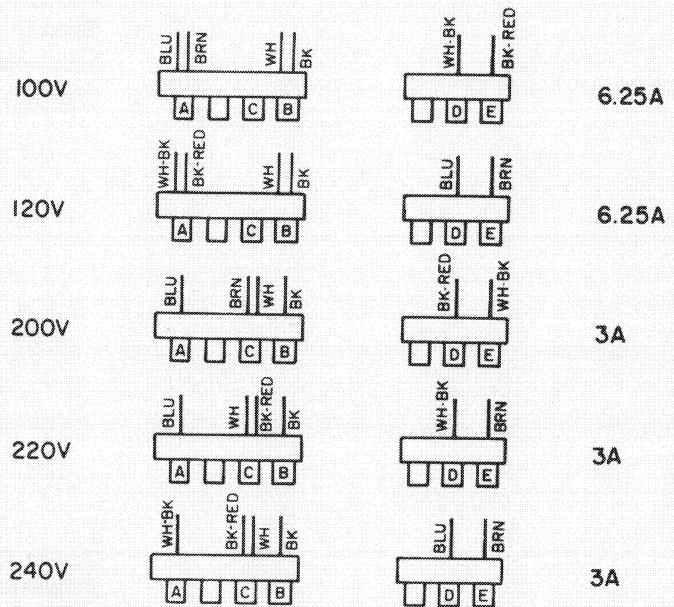 100V BLU BRN WH BK WH-BK BK-RED 6.25A
A C B D E
120V WH-BK BK-RED WH BK BLU BRN 6.25A
A C B D E
200V BLU BRN WH BK BK-RED WH-BK 3A
A C B D E
220V BLU WH BK-RED BK WH-BK BRN 3A
A C B D E
240V WH-BK BK-RED WH BK BLU BRN 3A
A C B D E